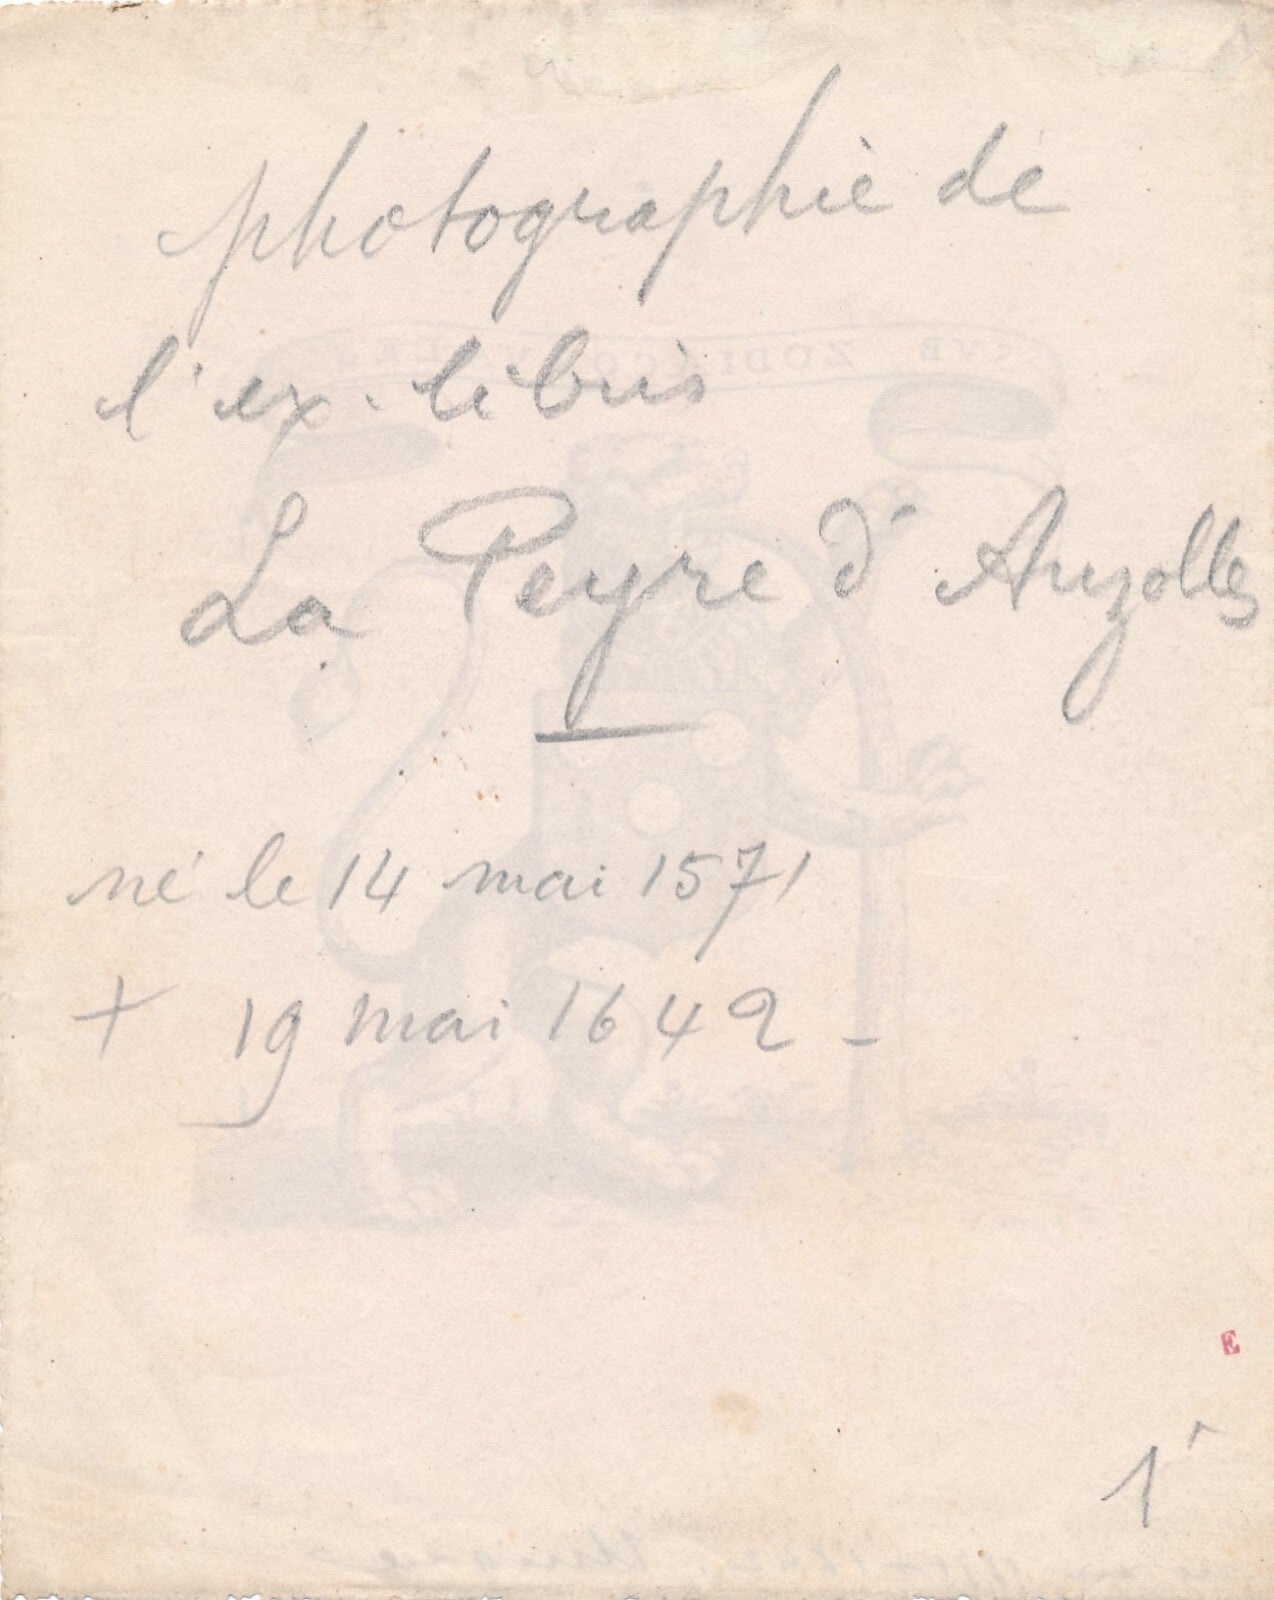 photographie de
l'ex-libris
La Peyre d'Auzolles
né le 14 mai 1571
+ 19 mai 1642 -
E
1